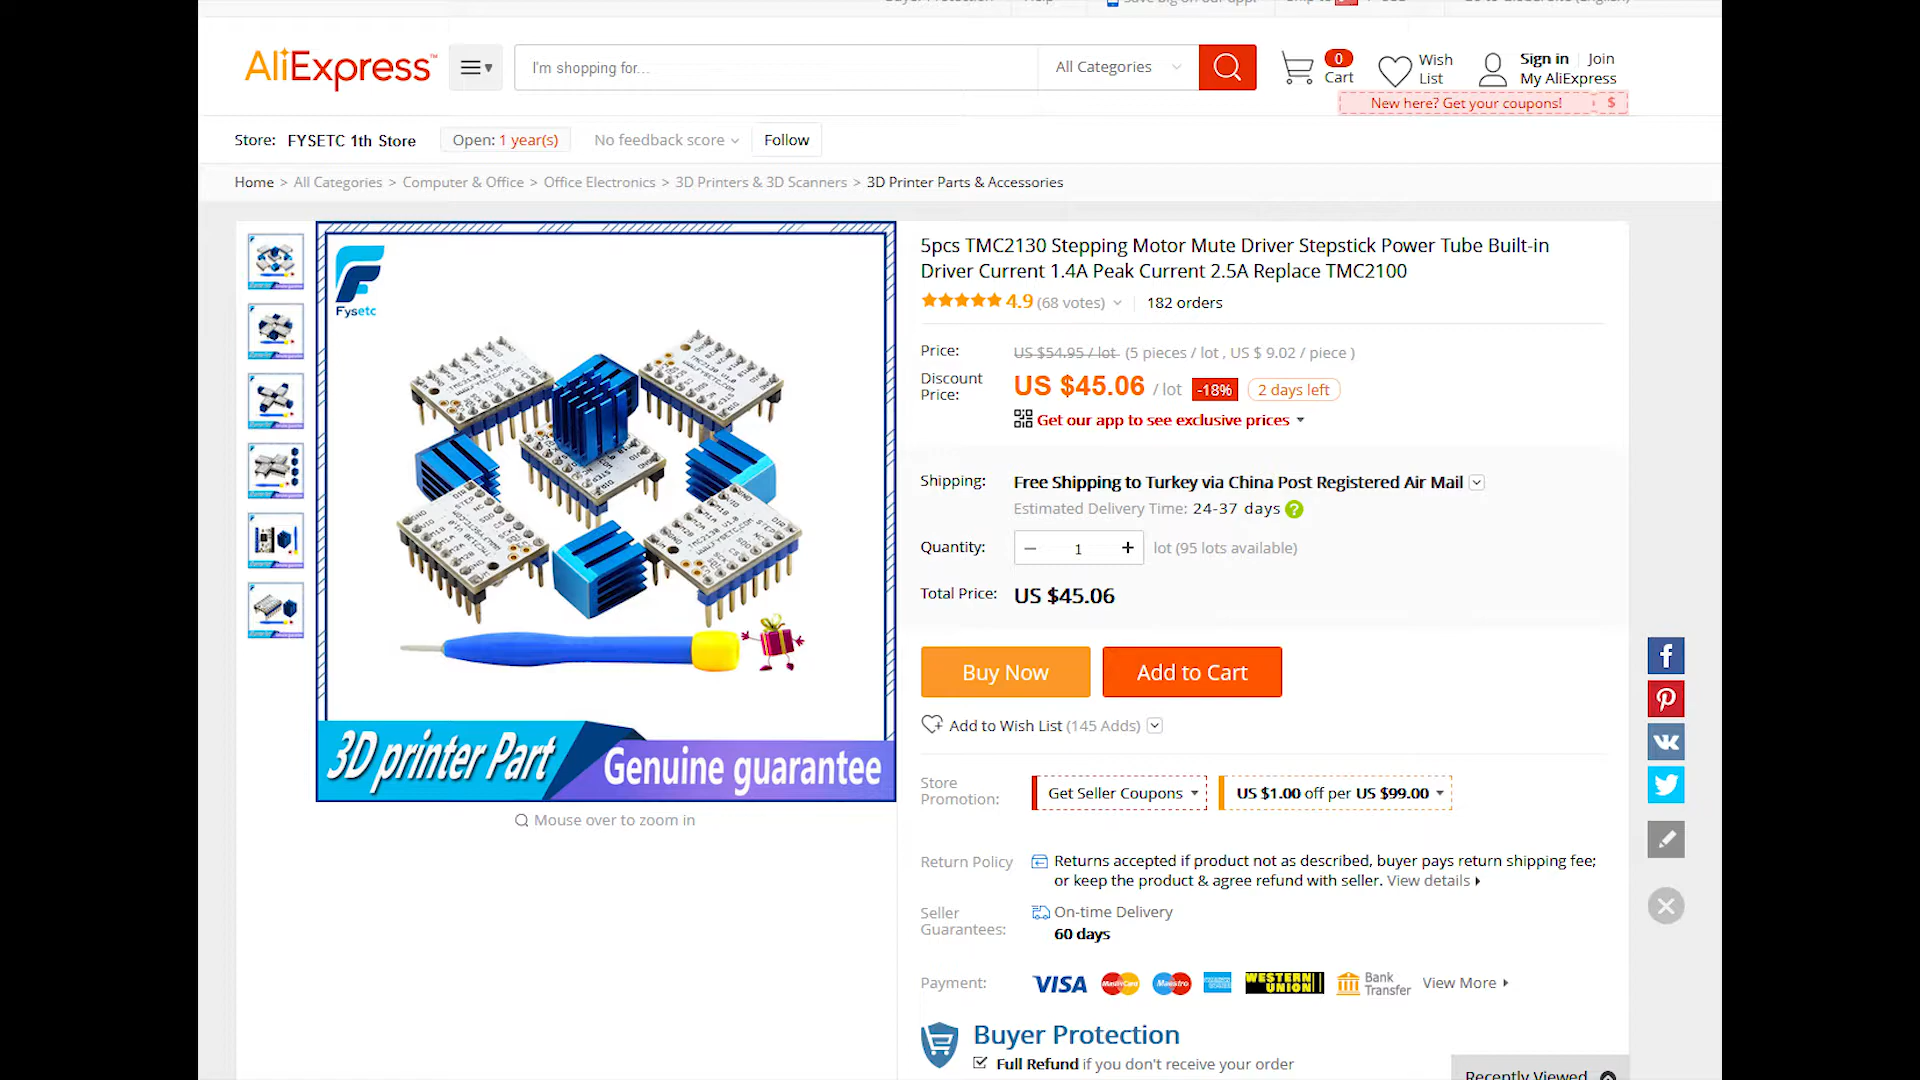 AliExpress™
I'm shopping for...
All Categories
0
Cart
Wish
List
Sign in
Join
My AliExpress
New here? Get your coupons!
$
Store: FYSETC 1th Store
Open: 1 year(s)
No feedback score
Follow
Home > All Categories > Computer & Office > Office Electronics > 3D Printers & 3D Scanners > 3D Printer Parts & Accessories
Fysetc
3D printer Part
Genuine guarantee
Mouse over to zoom in
5pcs TMC2130 Stepping Motor Mute Driver Stepstick Power Tube Built-in
Driver Current 1.4A Peak Current 2.5A Replace TMC2100
4.9 (68 votes)
182 orders
Price: US $54.95 / lot (5 pieces / lot , US $ 9.02 / piece )
Discount
Price:
US $45.06 / lot -18% 2 days left
Get our app to see exclusive prices
Shipping: Free Shipping to Turkey via China Post Registered Air Mail
Estimated Delivery Time: 24-37 days ?
Quantity: – 1 + lot (95 lots available)
Total Price: US $45.06
Buy Now
Add to Cart
Add to Wish List (145 Adds)
Store
Promotion:
Get Seller Coupons
US $1.00 off per US $99.00
Return Policy
Returns accepted if product not as described, buyer pays return shipping fee;
or keep the product & agree refund with seller. View details
Seller
Guarantees:
On-time Delivery
60 days
Payment: VISA MasterCard Maestro WESTERN UNION Bank Transfer View More
Buyer Protection
Full Refund if you don't receive your order
Recently Viewed